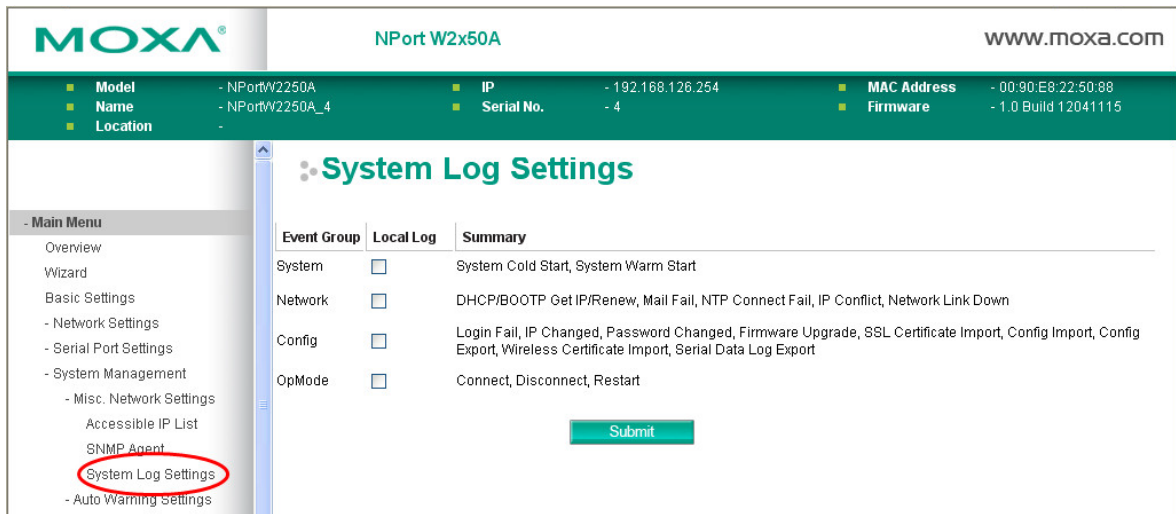 MOXA®
NPort W2x50A
www.moxa.com
Model - NPortW2250A
IP - 192.168.126.254
MAC Address - 00:90:E8:22:50:88
Name - NPortW2250A_4
Serial No. - 4
Firmware - 1.0 Build 12041115
Location -
System Log Settings
- Main Menu
Overview
Wizard
Basic Settings
- Network Settings
- Serial Port Settings
- System Management
- Misc. Network Settings
Accessible IP List
SNMP Agent
System Log Settings
- Auto Warning Settings
Event Group Local Log Summary
System System Cold Start, System Warm Start
Network DHCP/BOOTP Get IP/Renew, Mail Fail, NTP Connect Fail, IP Conflict, Network Link Down
Config Login Fail, IP Changed, Password Changed, Firmware Upgrade, SSL Certificate Import, Config Import, Config
Export, Wireless Certificate Import, Serial Data Log Export
OpMode Connect, Disconnect, Restart
Submit